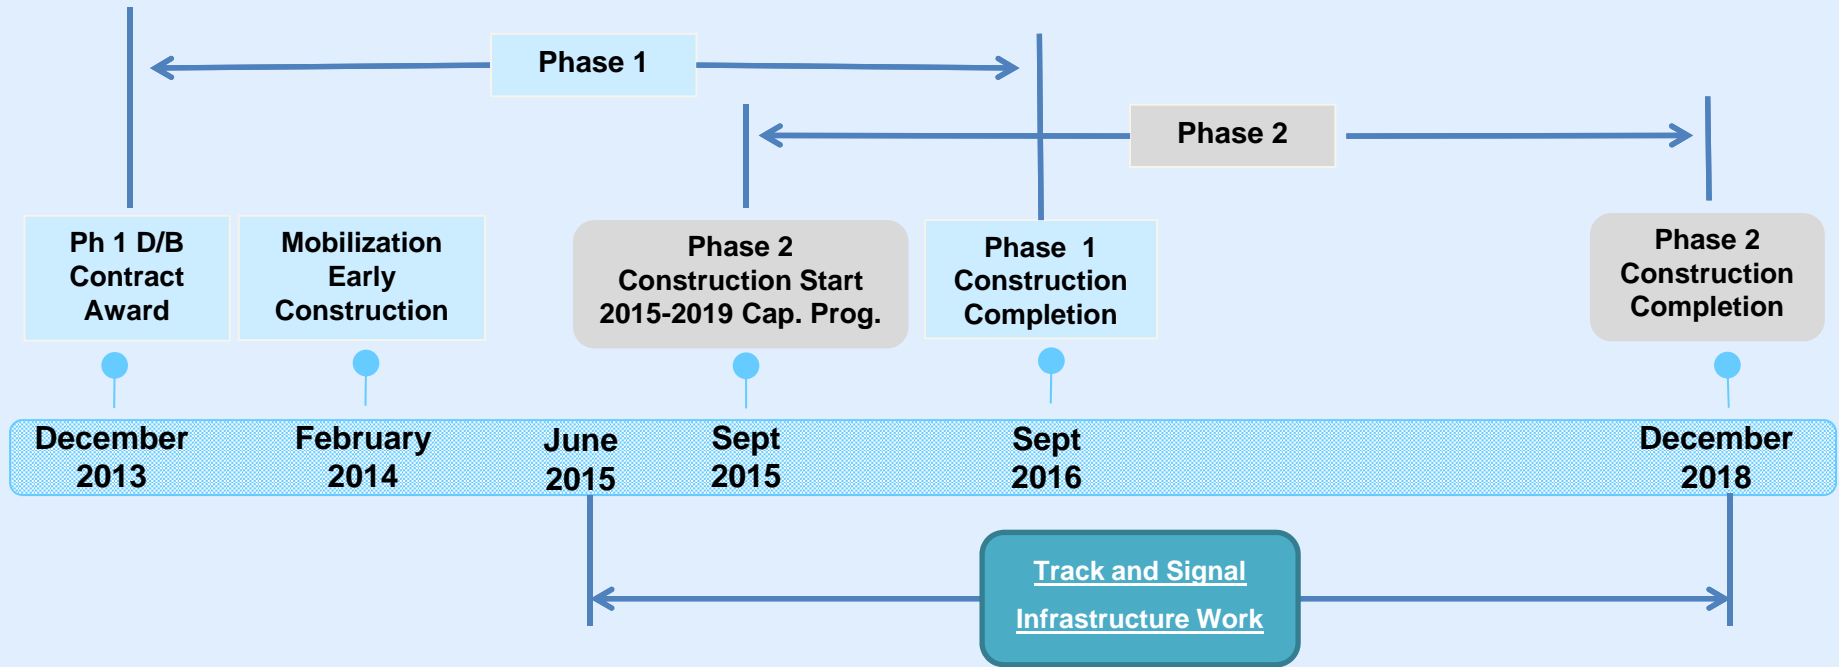 Phase 1
Phase 2
Ph 1 D/B
Contract
Award
Mobilization
Early
Construction
Phase 2
Construction Start
2015-2019 Cap. Prog.
Phase 1
Construction
Completion
Phase 2
Construction
Completion
December
2013
February
2014
June
2015
Sept
2015
Sept
2016
December
2018
Track and Signal
Infrastructure Work